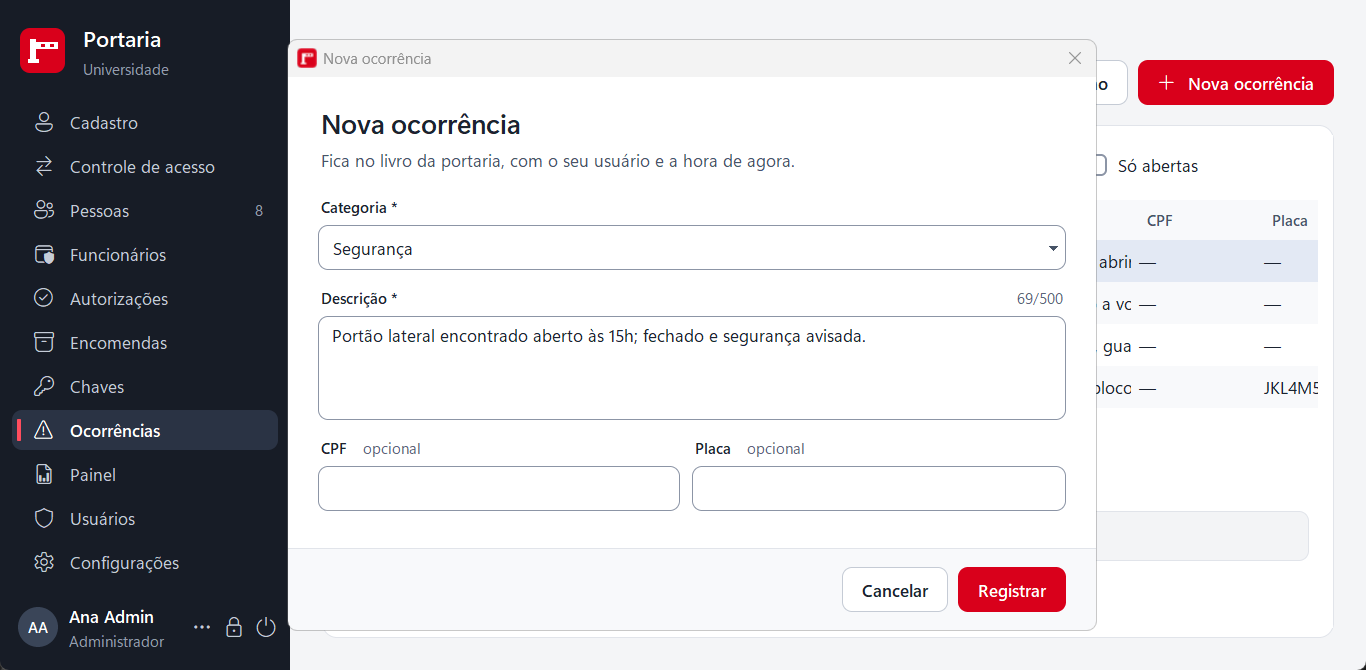 Portaria
Universidade
Cadastro
Controle de acesso
Pessoas 8
Funcionários
Autorizações
Encomendas
Chaves
Ocorrências
Painel
Usuários
Configurações
AA
Ana Admin
Administrador
Nova ocorrência
Nova ocorrência
Fica no livro da portaria, com o seu usuário e a hora de agora.
Categoria *
Segurança
Descrição * 69/500
Portão lateral encontrado aberto às 15h; fechado e segurança avisada.
CPF opcional Placa opcional
Cancelar Registrar
Nova ocorrência
Só abertas
CPF Placa
— —
a vo — —
gua — —
— JKL4M5